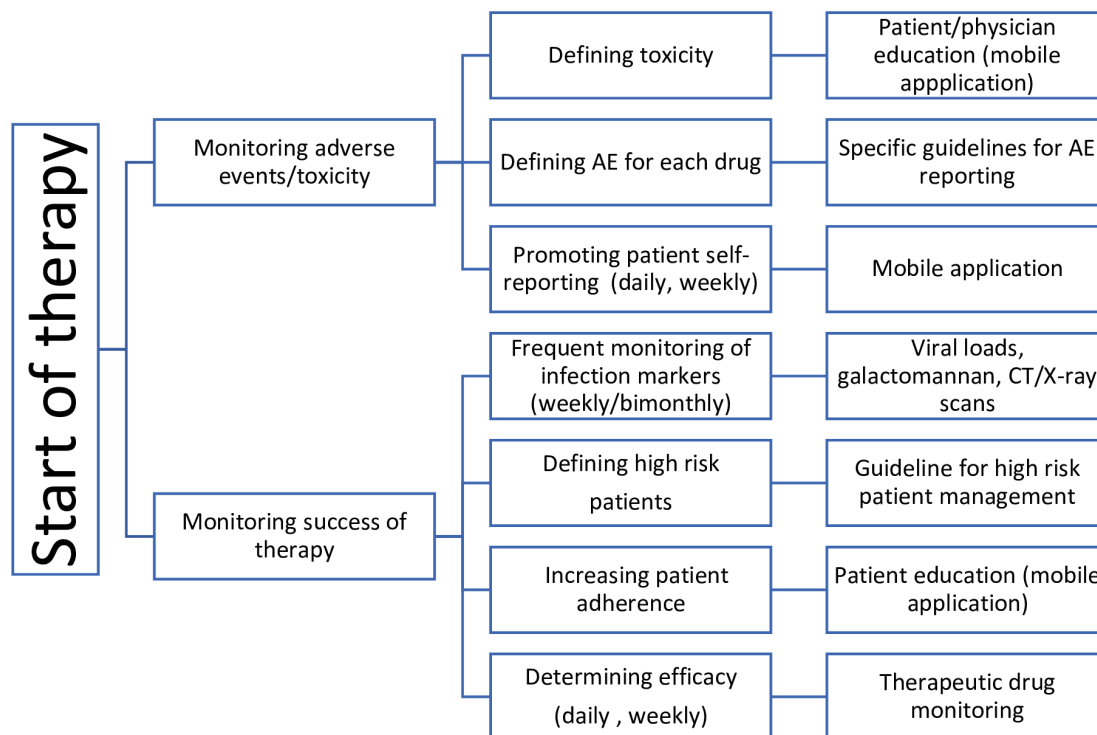 Start of therapy
Monitoring adverse
events/toxicity
Defining toxicity
Patient/physician
education (mobile
appplication)
Defining AE for each drug
Specific guidelines for AE
reporting
Promoting patient self-
reporting (daily, weekly)
Mobile application
Monitoring success of
therapy
Frequent monitoring of
infection markers
(weekly/bimonthly)
Viral loads,
galactomannan, CT/X-ray
scans
Defining high risk
patients
Guideline for high risk
patient management
Increasing patient
adherence
Patient education (mobile
application)
Determining efficacy
(daily , weekly)
Therapeutic drug
monitoring